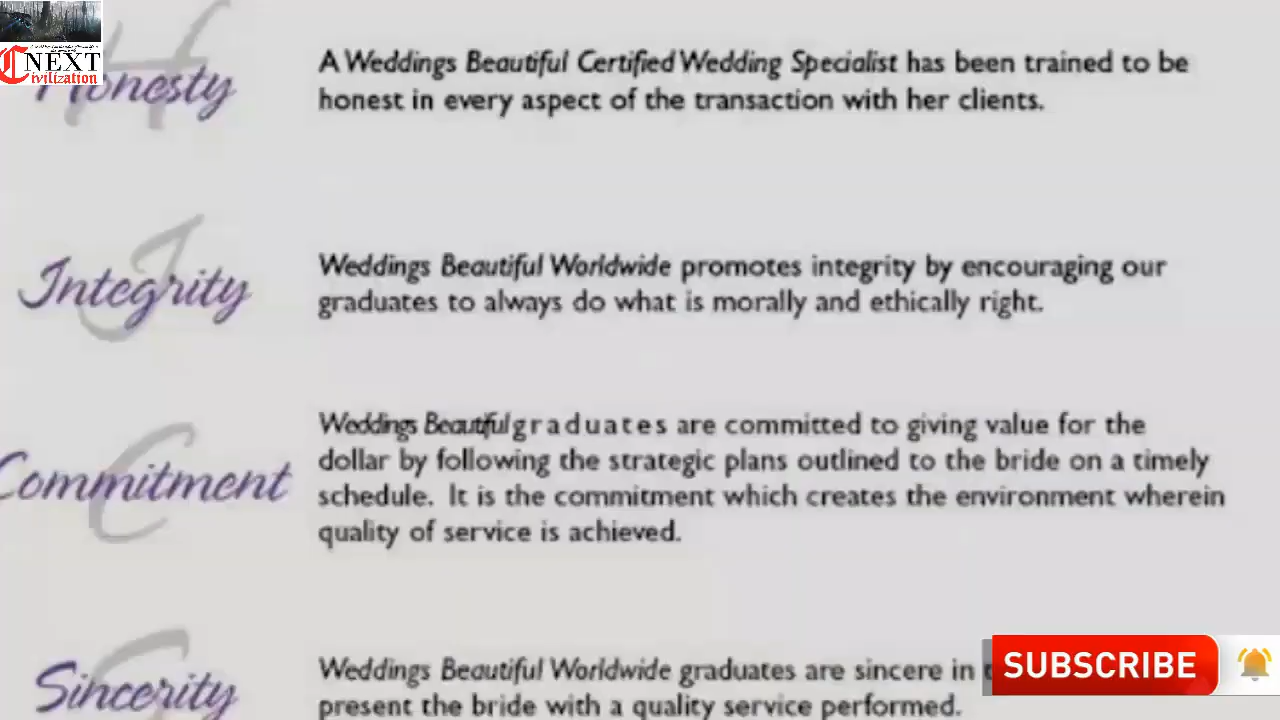 NEXT
Civilization
Honesty
A Weddings Beautiful Certified Wedding Specialist has been trained to be
honest in every aspect of the transaction with her clients.
Integrity
Weddings Beautiful Worldwide promotes integrity by encouraging our
graduates to always do what is morally and ethically right.
Commitment
Weddings Beautiful graduates are committed to giving value for the
dollar by following the strategic plans outlined to the bride on a timely
schedule. It is the commitment which creates the environment wherein
quality of service is achieved.
Sincerity
Weddings Beautiful Worldwide graduates are sincere in
present the bride with a quality service performed.
SUBSCRIBE